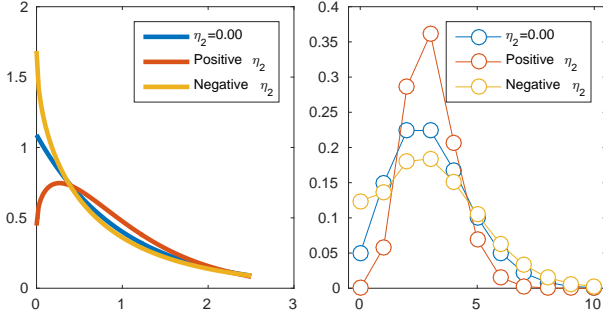 2
1.5
1
0.5
0
0 1 2 3
η₂=0.00
Positive η₂
Negative η₂
0.4
0.35
0.3
0.25
0.2
0.15
0.1
0.05
0
0 5 10
η₂=0.00
Positive η₂
Negative η₂